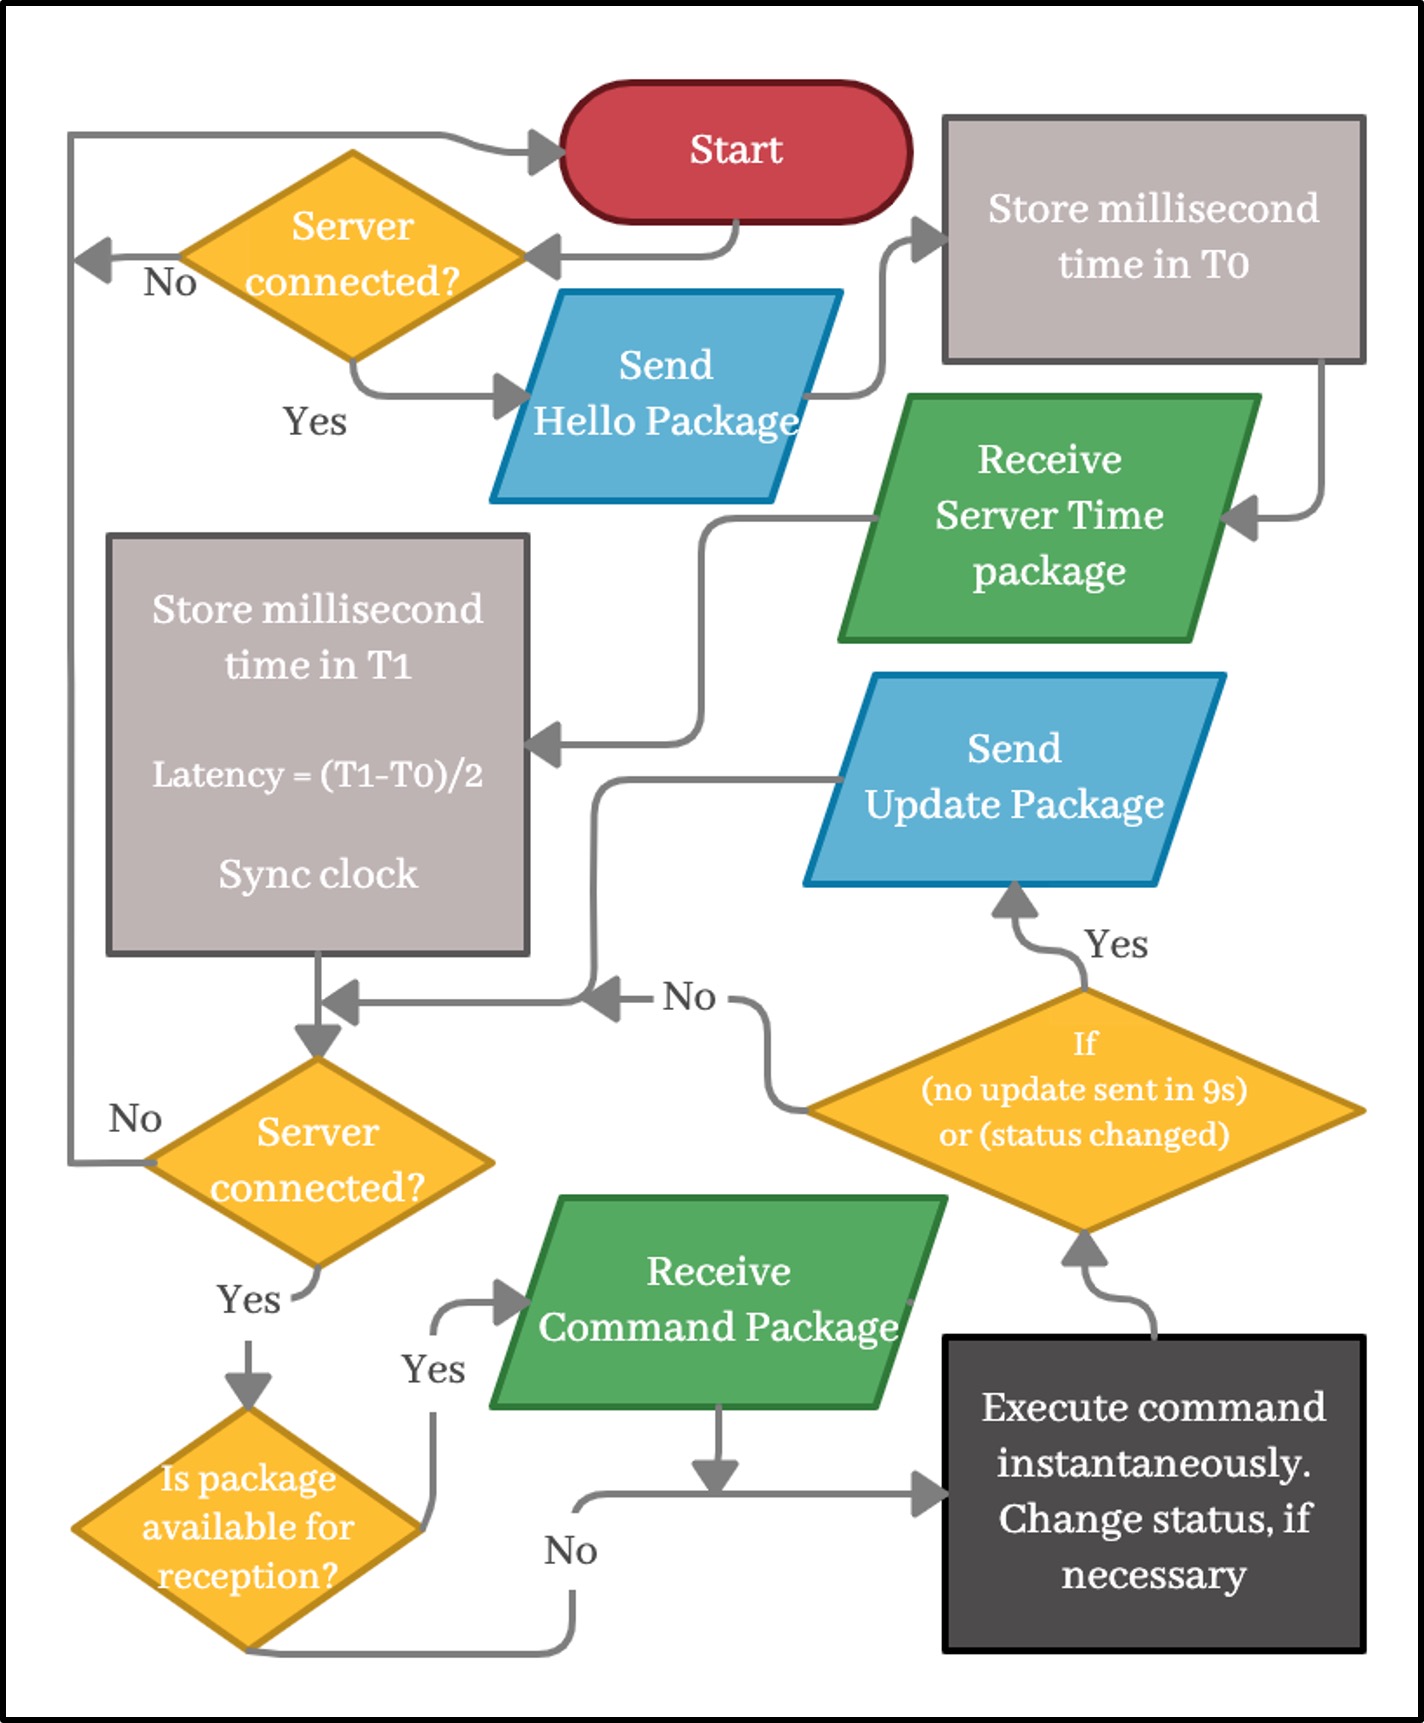 Start
Server
connected?
No
Yes
Send
Hello Package
Store millisecond
time in T0
Receive
Server Time
package
Store millisecond
time in T1
Latency = (T1-T0)/2
Sync clock
Send
Update Package
Yes
No
If
(no update sent in 9s)
or (status changed)
No
Server
connected?
Yes
Is package
available for
reception?
Yes
No
Receive
Command Package
Execute command
instantaneously.
Change status, if
necessary